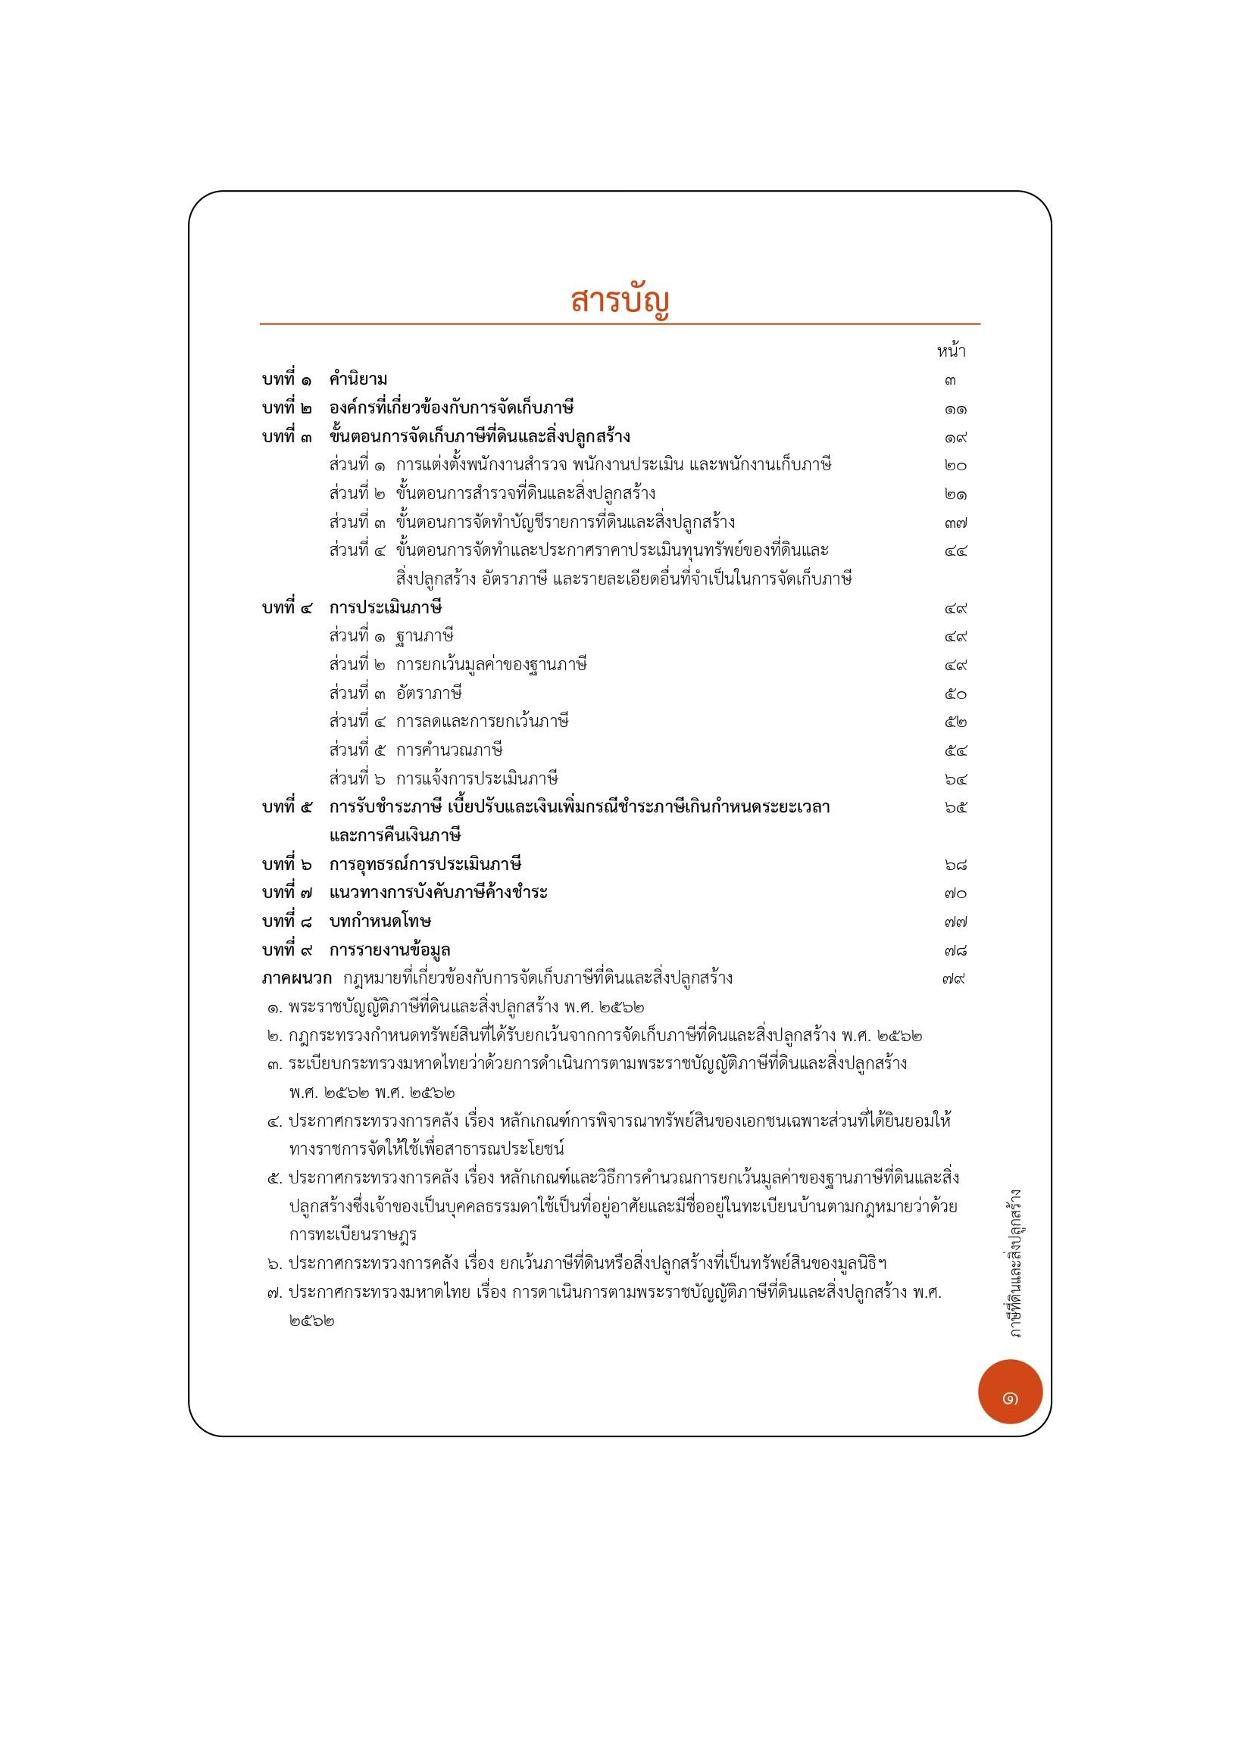 สารบัญ
หน้า
บทที่ ๑ คำนิยาม ๓
บทที่ ๒ องค์กรที่เกี่ยวข้องกับการจัดเก็บภาษี ๑๑
บทที่ ๓ ขั้นตอนการจัดเก็บภาษีที่ดินและสิ่งปลูกสร้าง ๑๙
ส่วนที่ ๑ การแต่งตั้งพนักงานสำรวจ พนักงานประเมิน และพนักงานเก็บภาษี ๒๐
ส่วนที่ ๒ ขั้นตอนการสำรวจที่ดินและสิ่งปลูกสร้าง ๒๑
ส่วนที่ ๓ ขั้นตอนการจัดทำบัญชีรายการที่ดินและสิ่งปลูกสร้าง ๓๗
ส่วนที่ ๔ ขั้นตอนการจัดทำและประกาศราคาประเมินทุนทรัพย์ของที่ดินและ ๔๔
สิ่งปลูกสร้าง อัตราภาษี และรายละเอียดอื่นที่จำเป็นในการจัดเก็บภาษี
บทที่ ๔ การประเมินภาษี ๔๙
ส่วนที่ ๑ ฐานภาษี ๔๙
ส่วนที่ ๒ การยกเว้นมูลค่าของฐานภาษี ๔๙
ส่วนที่ ๓ อัตราภาษี ๕๐
ส่วนที่ ๔ การลดและการยกเว้นภาษี ๕๒
ส่วนที่ ๕ การคำนวณภาษี ๕๔
ส่วนที่ ๖ การแจ้งการประเมินภาษี ๖๔
บทที่ ๕ การรับชำระภาษี เบี้ยปรับและเงินเพิ่มกรณีชำระภาษีเกินกำหนดระยะเวลา ๖๕
และการคืนเงินภาษี
บทที่ ๖ การอุทธรณ์การประเมินภาษี ๖๘
บทที่ ๗ แนวทางการบังคับภาษีค้างชำระ ๗๐
บทที่ ๘ บทกำหนดโทษ ๗๗
บทที่ ๙ การรายงานข้อมูล ๗๘
ภาคผนวก กฎหมายที่เกี่ยวข้องกับการจัดเก็บภาษีที่ดินและสิ่งปลูกสร้าง ๗๙
๑. พระราชบัญญัติภาษีที่ดินและสิ่งปลูกสร้าง พ.ศ. ๒๕๖๒
๒. กฎกระทรวงกำหนดทรัพย์สินที่ได้รับยกเว้นจากการจัดเก็บภาษีที่ดินและสิ่งปลูกสร้าง พ.ศ. ๒๕๖๒
๓. ระเบียบกระทรวงมหาดไทยว่าด้วยการดำเนินการตามพระราชบัญญัติภาษีที่ดินและสิ่งปลูกสร้าง
พ.ศ. ๒๕๖๒ พ.ศ. ๒๕๖๒
๔. ประกาศกระทรวงการคลัง เรื่อง หลักเกณฑ์การพิจารณาทรัพย์สินของเอกชนเฉพาะส่วนที่ได้ยินยอมให้
ทางราชการจัดให้ใช้เพื่อสาธารณประโยชน์
๕. ประกาศกระทรวงการคลัง เรื่อง หลักเกณฑ์และวิธีการคำนวณการยกเว้นมูลค่าของฐานภาษีที่ดินและสิ่ง
ปลูกสร้างซึ่งเจ้าของเป็นบุคคลธรรมดาใช้เป็นที่อยู่อาศัยและมีชื่ออยู่ในทะเบียนบ้านตามกฎหมายว่าด้วย
การทะเบียนราษฎร
๖. ประกาศกระทรวงการคลัง เรื่อง ยกเว้นภาษีที่ดินหรือสิ่งปลูกสร้างที่เป็นทรัพย์สินของมูลนิธิฯ
๗. ประกาศกระทรวงมหาดไทย เรื่อง การดาเนินการตามพระราชบัญญัติภาษีที่ดินและสิ่งปลูกสร้าง พ.ศ.
๒๕๖๒
ภาษีที่ดินและสิ่งปลูกสร้าง
๑